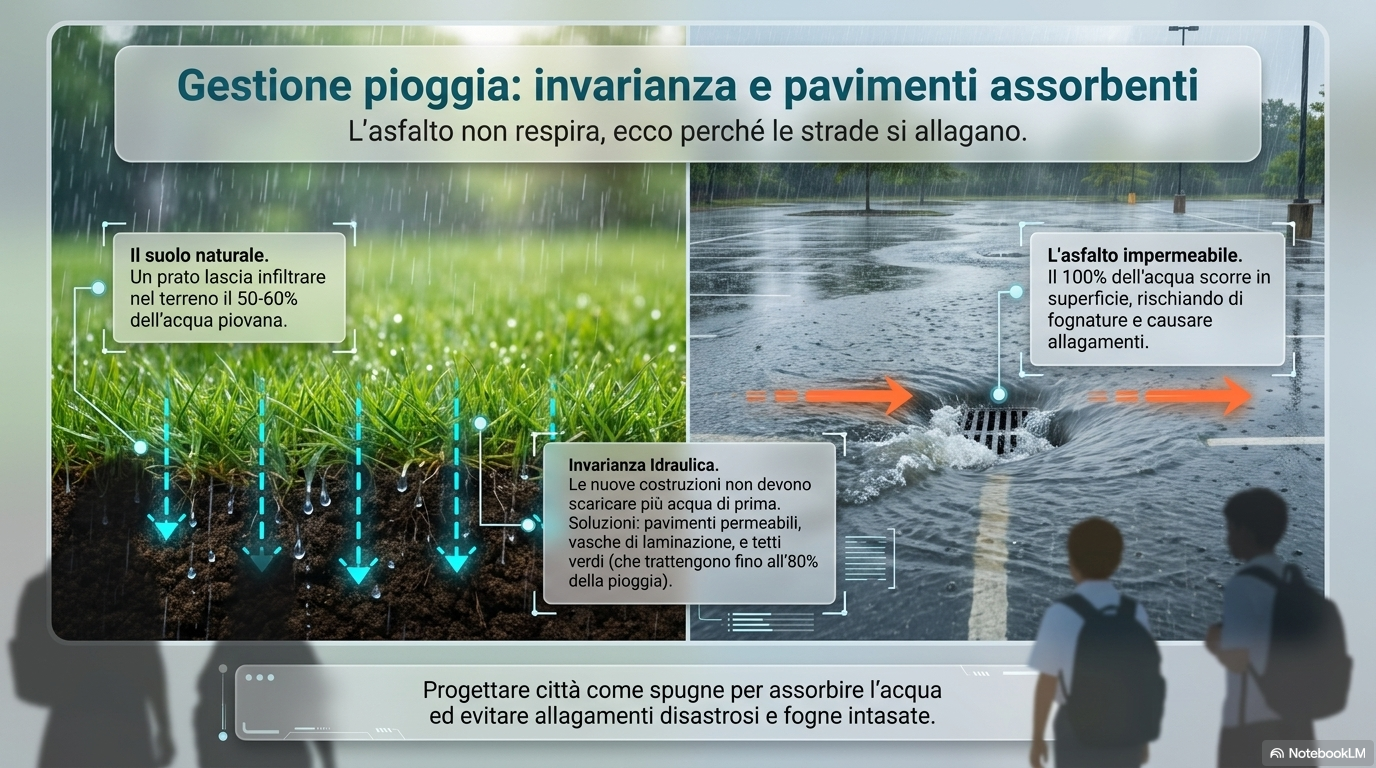 Gestione pioggia: invarianza e pavimenti assorbenti
L'asfalto non respira, ecco perché le strade si allagano.
Il suolo naturale.
Un prato lascia infiltrare
nel terreno il 50-60%
dell'acqua piovana.
L'asfalto impermeabile.
Il 100% dell'acqua scorre in
superficie, rischiando di
fognature e causare
allagamenti.
Invarianza Idraulica.
Le nuove costruzioni non devono
scaricare più acqua di prima.
Soluzioni: pavimenti permeabili,
vasche di laminazione, e tetti
verdi (che trattengono fino all'80%
della pioggia).
Progettare città come spugne per assorbire l'acqua
ed evitare allagamenti disastrosi e fogne intasate.
NotebookLM